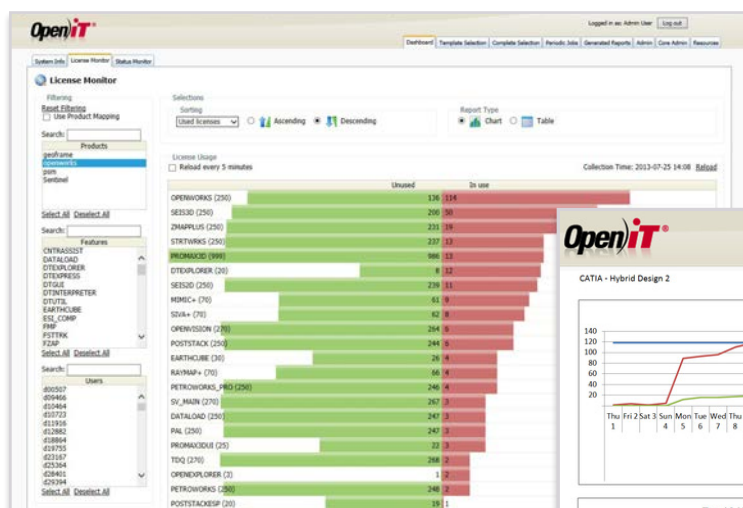 OpeniT®
Logged in as: Admin User Log out
Dashboard Template Selection Complete Selection Periodic Jobs Generated Reports Admin Core Admin Resources
System Info License Monitor Status Monitor
License Monitor
Filtering
Reset Filtering
Use Product Mapping
Search:
Products
geoframe
openworks
psm
Sentinel
Select All Deselect All
Search:
Features
CNTRASSIST
DATALOAD
DTEXPLORER
DTEXPRESS
DTGUI
DTINTERPRETER
DTUTIL
EARTHCUBE
ESI_COMP
FMP
FSTTRK
FZAP
Select All Deselect All
Search:
Users
d00507
d09466
d10464
d10723
d11916
d12882
d18864
d19755
d23167
d25364
d26401
d29394
Select All Deselect All
Selections
Sorting
Used licenses Ascending Descending
Report Type
Chart Table
License Usage
Reload every 5 minutes
Collection Time: 2013-07-25 14:08 Reload
Unused In use
OPENWORKS (250) 136 114
SEIS3D (250) 200 50
ZMAPPLUS (250) 231 19
STRTWRKS (250) 237 13
PROMAX3D (999) 986 13
DTEXPLORER (20) 8 12
SEIS2D (250) 239 11
MIMIC+ (70) 61 9
SIVA+ (70) 62 8
OPENVISION (270) 264 6
POSTSTACK (250) 244 6
EARTHCUBE (30) 26 4
RAYMAP+ (70) 66 4
PETROWORKS_PRO (250) 246 4
SV_MAIN (270) 267 3
DATALOAD (250) 247 3
PAL (250) 247 3
PROMAX3DUI (25) 22 3
TDQ (270) 268 2
OPENEXPLORER (3) 1 2
PETROWORKS (250) 248 2
POSTSTACKESP (20) 19 1
OpeniT®
CATIA - Hybrid Design 2
140
120
100
80
60
40
20
Thu Fri 2 Sat 3 Sun Mon Tue Wed Thu
1 4 5 6 7 8